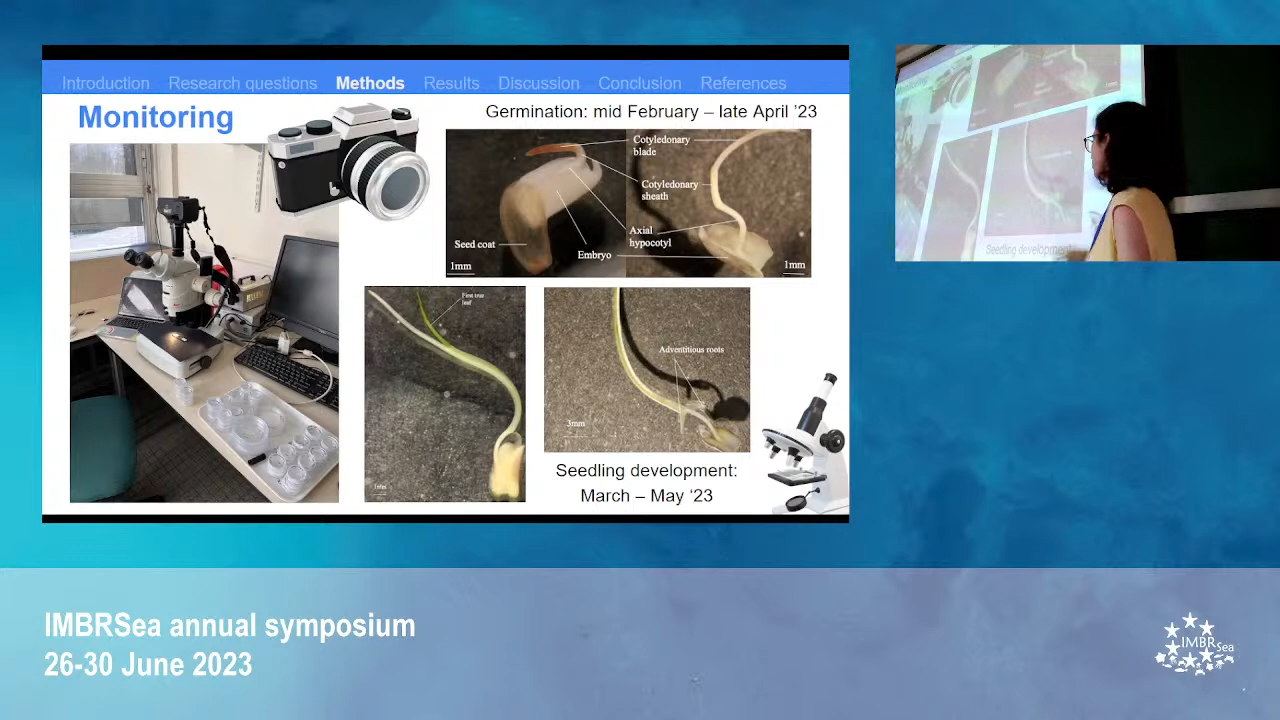 Introduction Research questions Methods Results Discussion Conclusion References
Monitoring
Germination: mid February – late April ’23
Cotyledonary
blade
Cotyledonary
sheath
Axial
hypocotyl
Seed coat
Embryo
1mm
1mm
First true
leaf
Adventitious roots
3mm
1mm
Seedling development:
March – May ‘23
Seedling development:
IMBRSea annual symposium
26-30 June 2023
IMBRSea